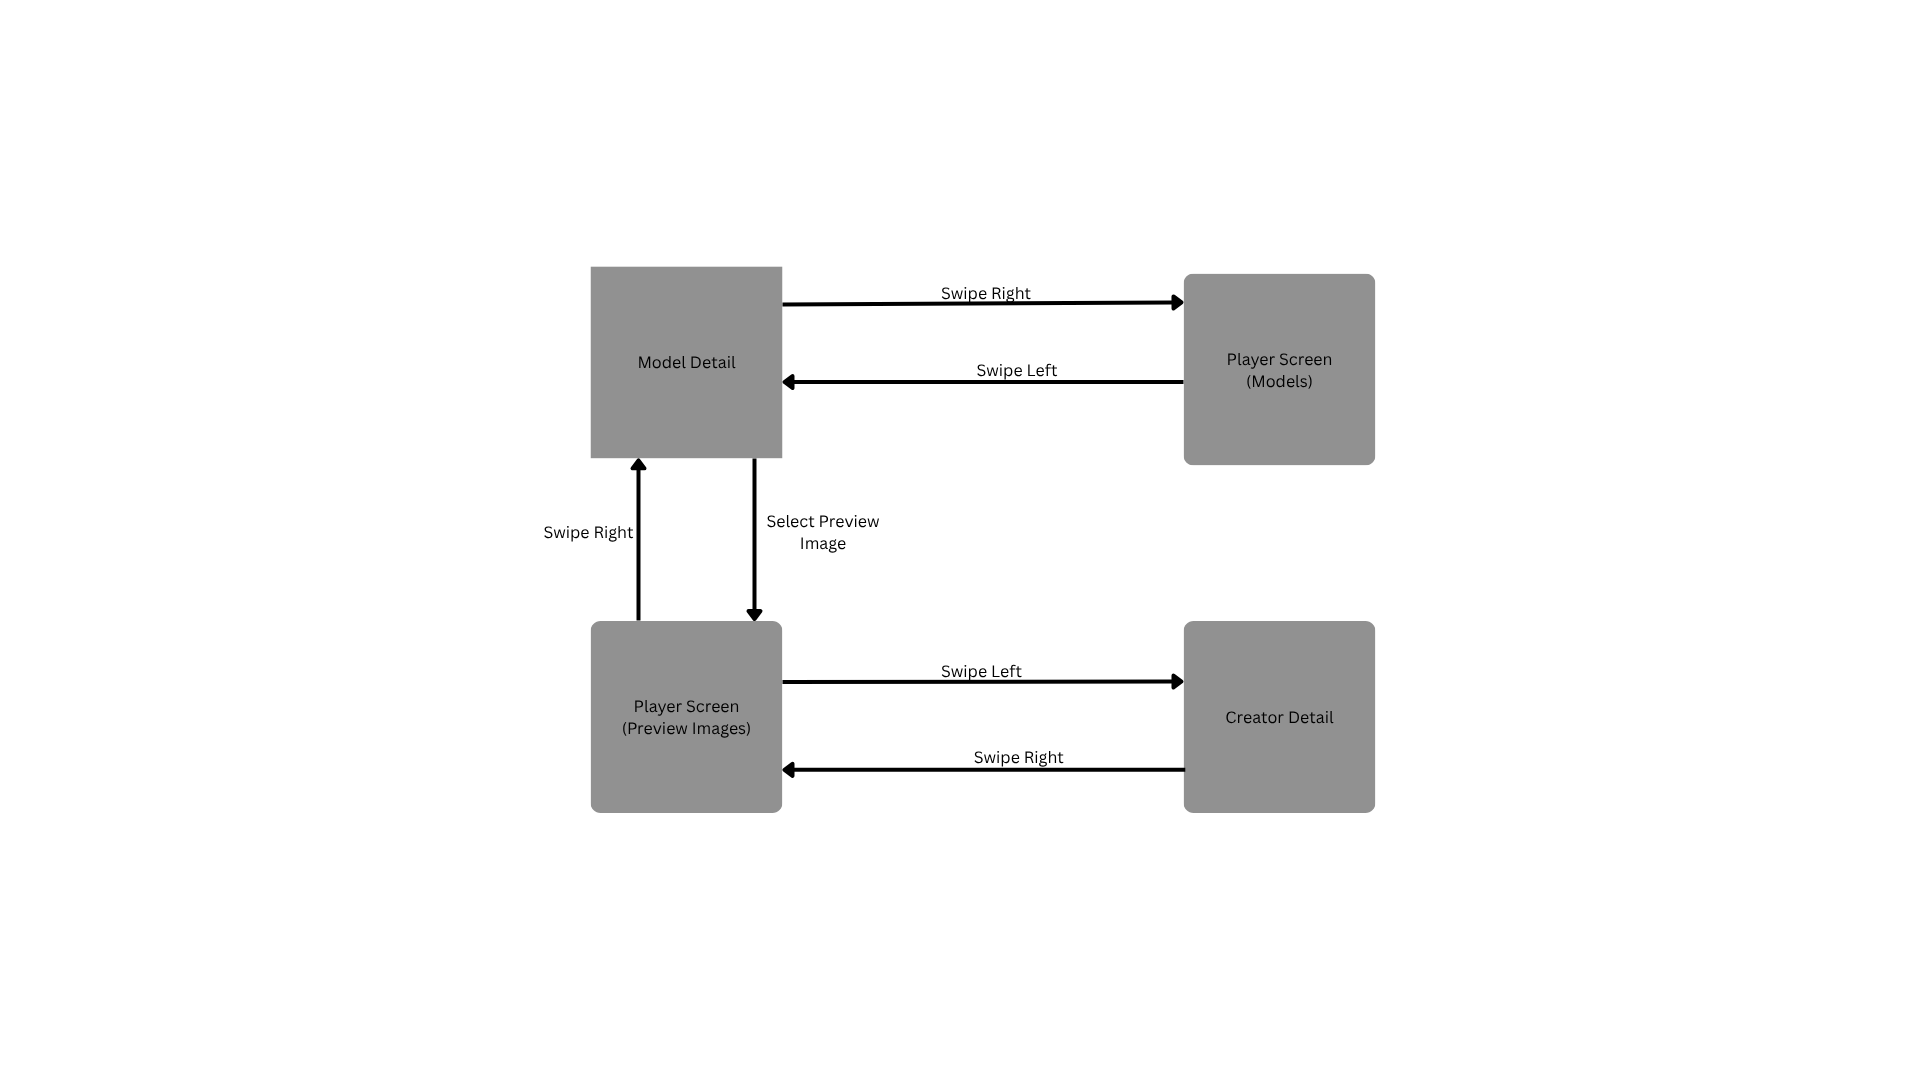 Swipe Right
Model Detail
Swipe Left
Player Screen
(Models)
Swipe Right
Select Preview
Image
Swipe Left
Player Screen
(Preview Images)
Creator Detail
Swipe Right